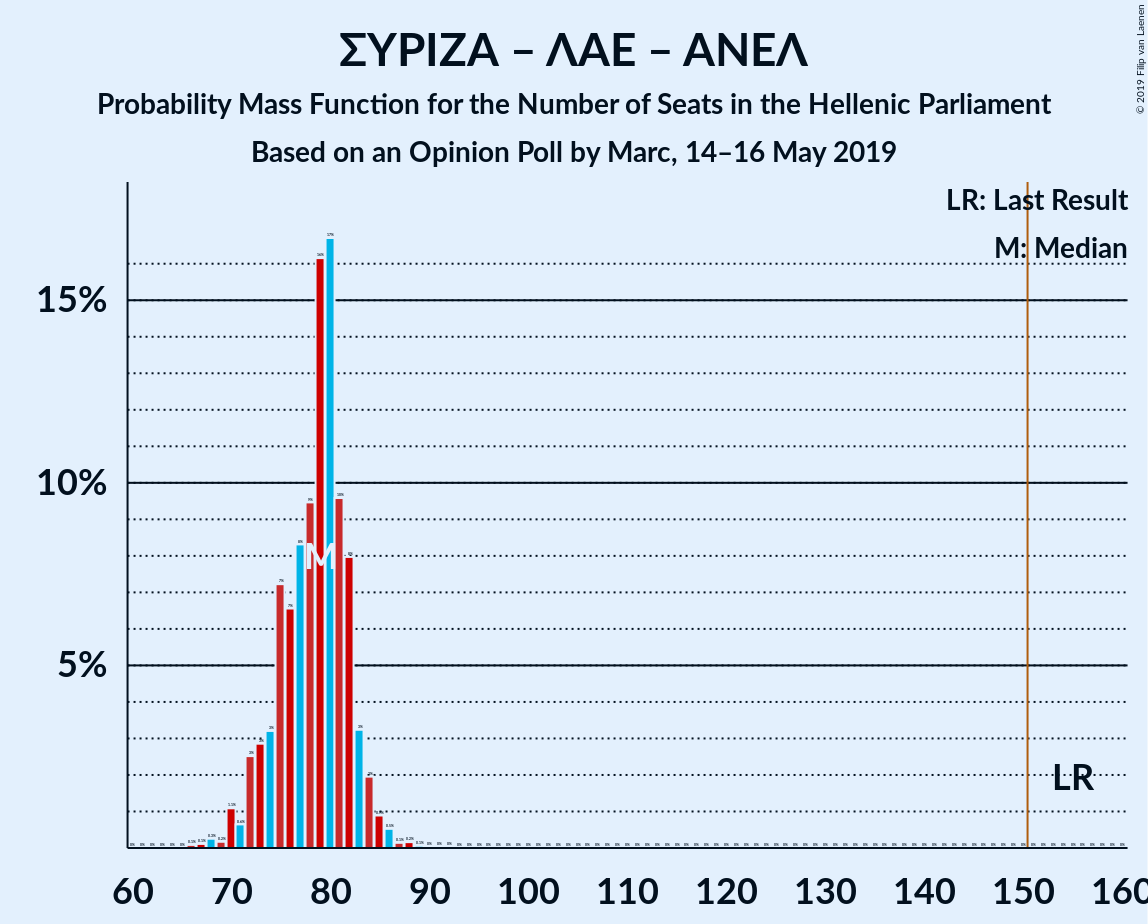 ΣΥΡΙΖΑ – ΛΑΕ – ΑΝΕΛ
Probability Mass Function for the Number of Seats in the Hellenic Parliament
Based on an Opinion Poll by Marc, 14–16 May 2019
© 2019 Filip van Laenen
LR: Last Result
M: Median
15%
10%
5%
M
LR
60 70 80 90 100 110 120 130 140 150 160